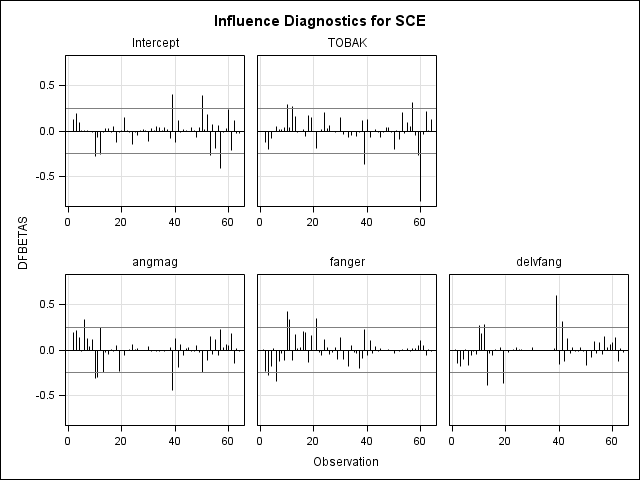 Influence Diagnostics for SCE
Intercept
TOBAK
0.5
0.0
-0.5
0 20 40 60
0 20 40 60
DFBETAS
angmag
fanger
delvfang
0.5
0.0
-0.5
0 20 40 60
0 20 40 60
0 20 40 60
Observation